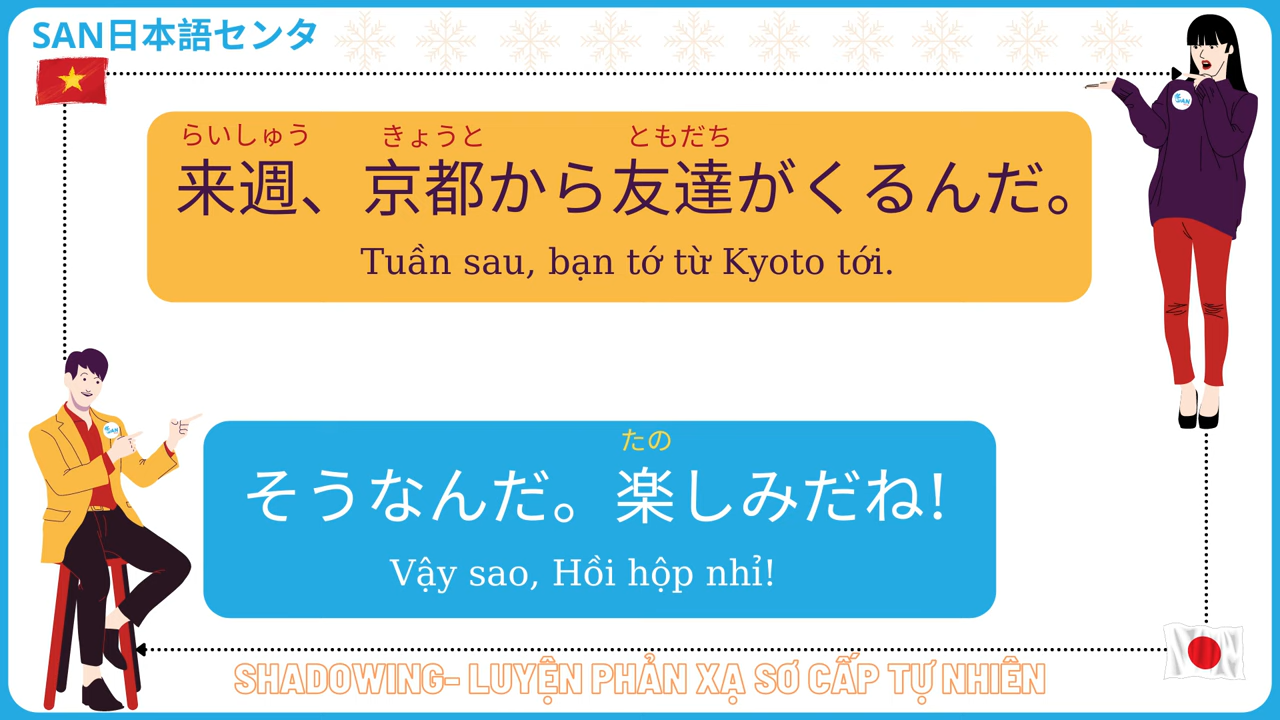 SAN日本語センタ
らいしゅう きょうと ともだち
来週、京都から友達がくるんだ。
Tuần sau, bạn tớ từ Kyoto tới.
SAN
SAN
たの
そうなんだ。楽しみだね!
Vậy sao, Hồi hộp nhỉ!
SHADOWING- LUYỆN PHẢN XẠ SƠ CẤP TỰ NHIÊN